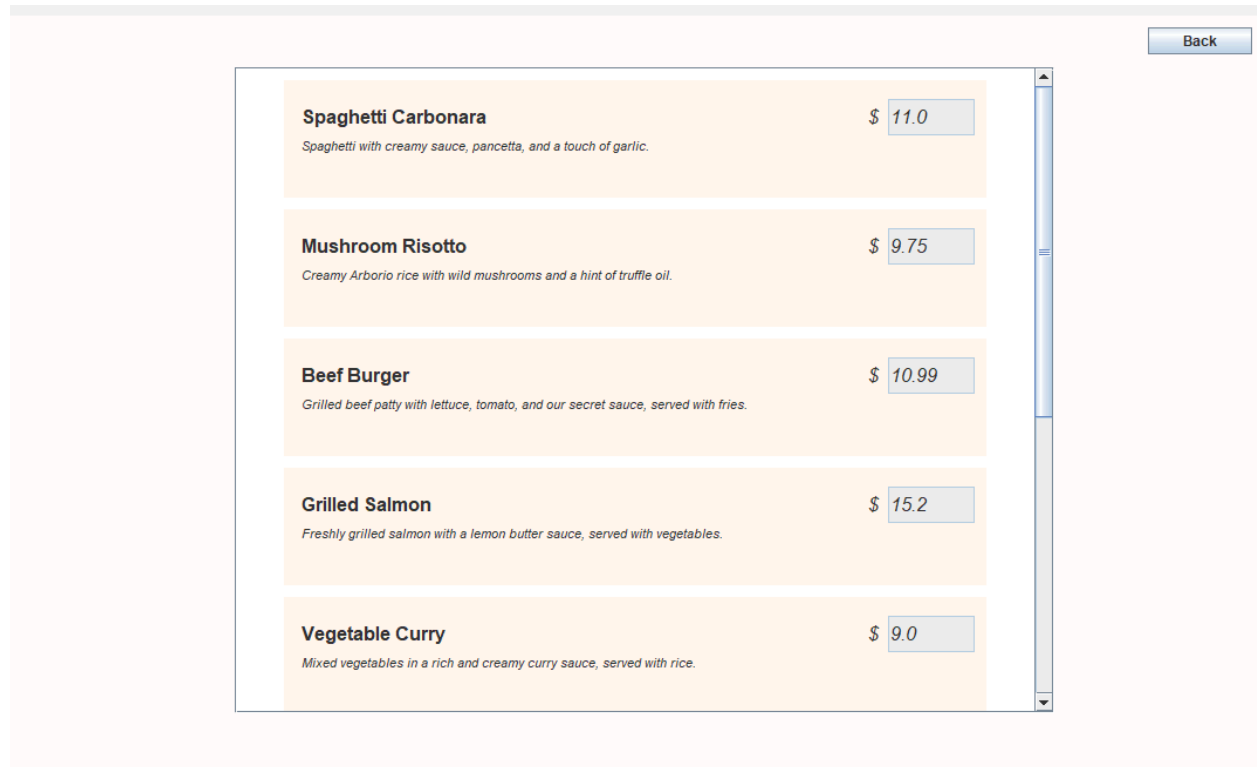 Back
Spaghetti Carbonara $ 11.0
Spaghetti with creamy sauce, pancetta, and a touch of garlic.
Mushroom Risotto $ 9.75
Creamy Arborio rice with wild mushrooms and a hint of truffle oil.
Beef Burger $ 10.99
Grilled beef patty with lettuce, tomato, and our secret sauce, served with fries.
Grilled Salmon $ 15.2
Freshly grilled salmon with a lemon butter sauce, served with vegetables.
Vegetable Curry $ 9.0
Mixed vegetables in a rich and creamy curry sauce, served with rice.